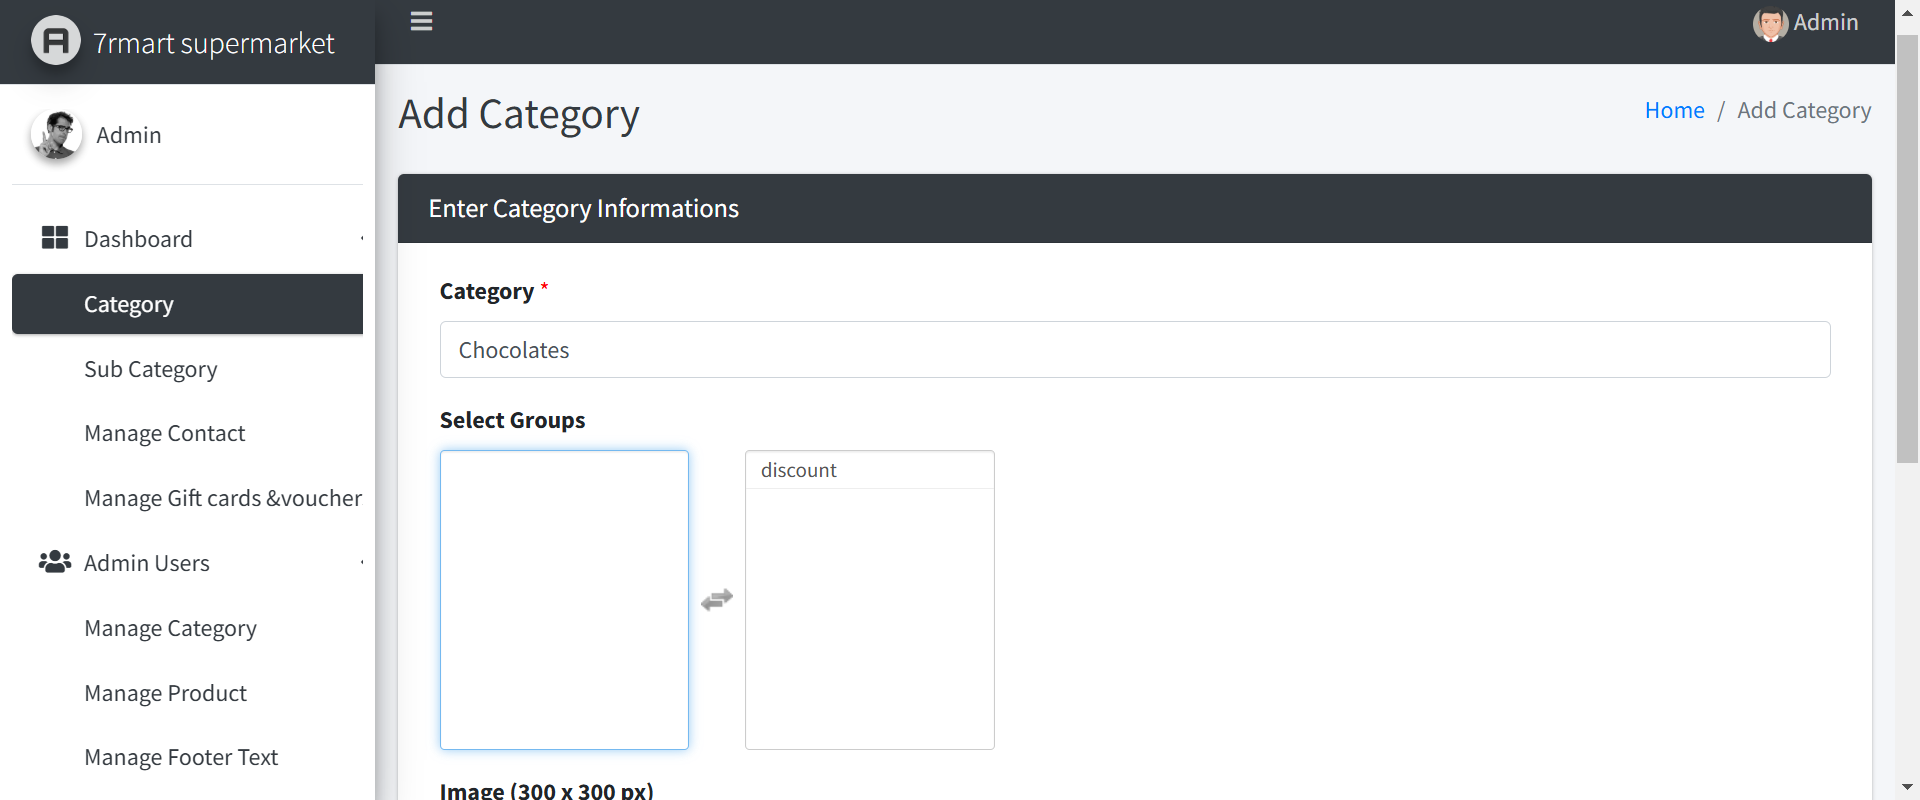 7rmart supermarket
Admin
Admin
Dashboard
Category
Sub Category
Manage Contact
Manage Gift cards &voucher
Admin Users
Manage Category
Manage Product
Manage Footer Text
Add Category
Home / Add Category
Enter Category Informations
Category *
Chocolates
Select Groups
discount
Image (300 x 300 px)